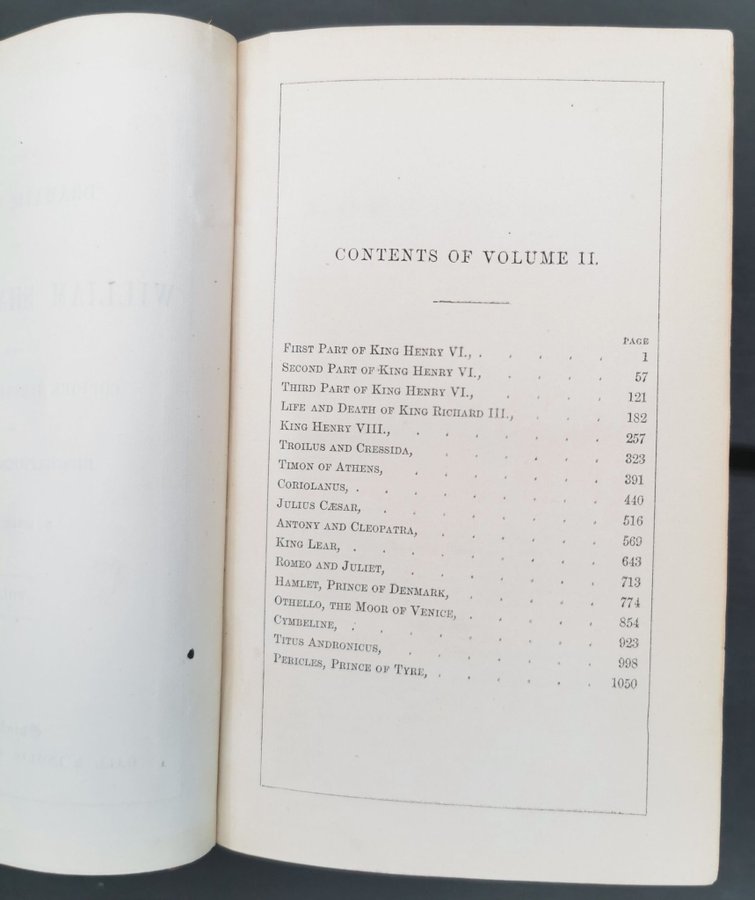 CONTENTS OF VOLUME II.
PAGE
FIRST PART OF KING HENRY VI., . . . . . 1
SECOND PART OF KING HENRY VI., . . . . 57
THIRD PART OF KING HENRY VI., . . . . 121
LIFE AND DEATH OF KING RICHARD III., . . . 182
KING HENRY VIII., . . . . . . . 257
TROILUS AND CRESSIDA, . . . . . . 323
TIMON OF ATHENS, . . . . . . . 391
CORIOLANUS, . . . . . . . . 440
JULIUS CÆSAR, . . . . . . . . 516
ANTONY AND CLEOPATRA, . . . . . . 569
KING LEAR, . . . . . . . . . 643
ROMEO AND JULIET, . . . . . . . 713
HAMLET, PRINCE OF DENMARK, . . . . . 774
OTHELLO, THE MOOR OF VENICE, . . . . . 854
CYMBELINE, . . . . . . . . . 923
TITUS ANDRONICUS, . . . . . . . 998
PERICLES, PRINCE OF TYRE, . . . . . . 1050